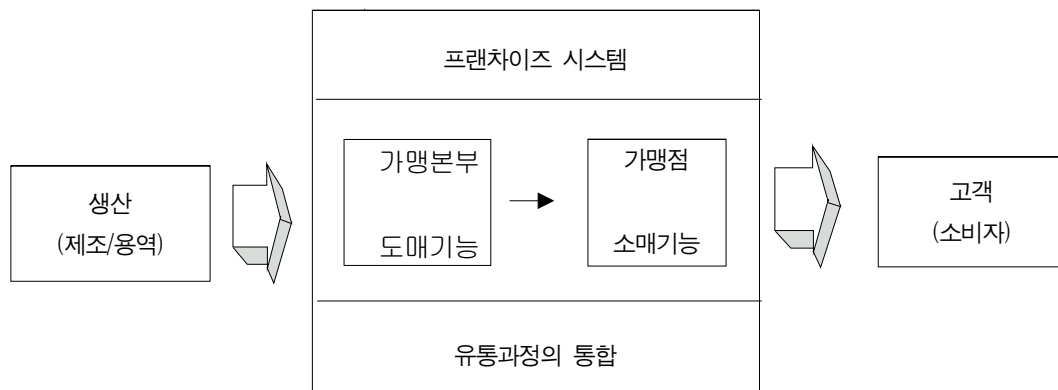 프랜차이즈 시스템
생산
(제조/용역)
가맹본부
도매기능
가맹점
소매기능
고객
(소비자)
유통과정의 통합